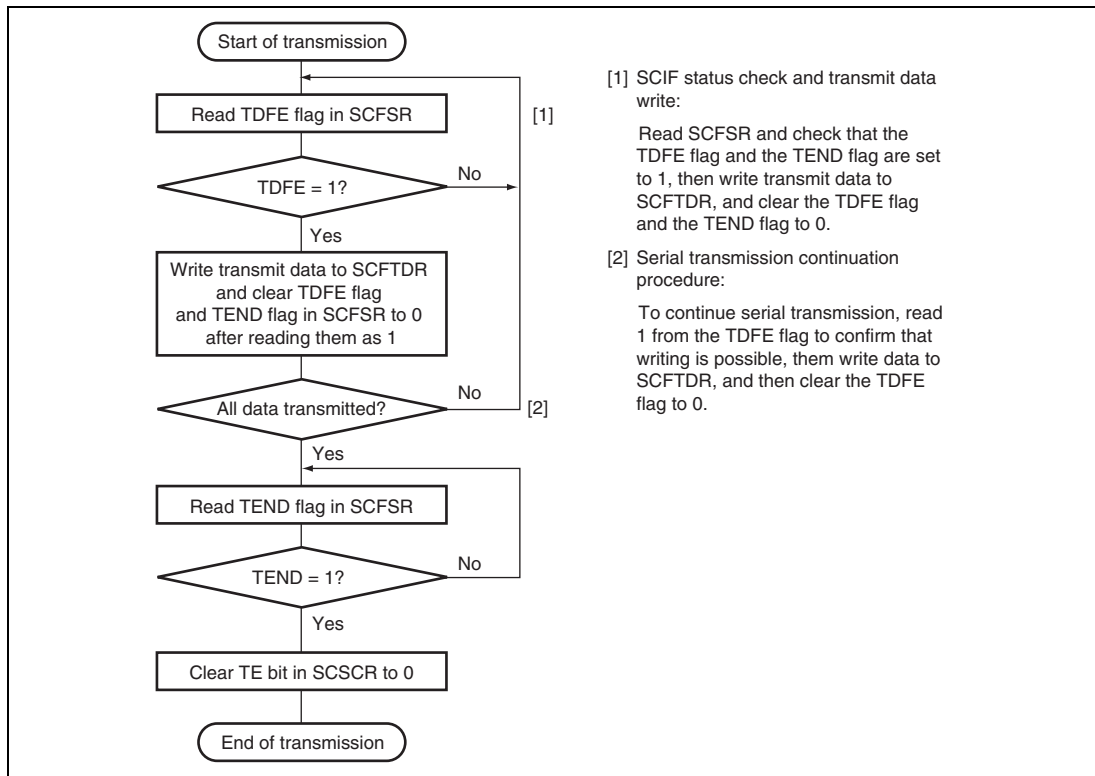 Start of transmission
Read TDFE flag in SCFSR
[1]
TDFE = 1?
No
Yes
Write transmit data to SCFTDR
and clear TDFE flag
and TEND flag in SCFSR to 0
after reading them as 1
All data transmitted?
No
[2]
Yes
Read TEND flag in SCFSR
TEND = 1?
No
Yes
Clear TE bit in SCSCR to 0
End of transmission
[1] SCIF status check and transmit data
write:
Read SCFSR and check that the
TDFE flag and the TEND flag are set
to 1, then write transmit data to
SCFTDR, and clear the TDFE flag
and the TEND flag to 0.
[2] Serial transmission continuation
procedure:
To continue serial transmission, read
1 from the TDFE flag to confirm that
writing is possible, them write data to
SCFTDR, and then clear the TDFE
flag to 0.